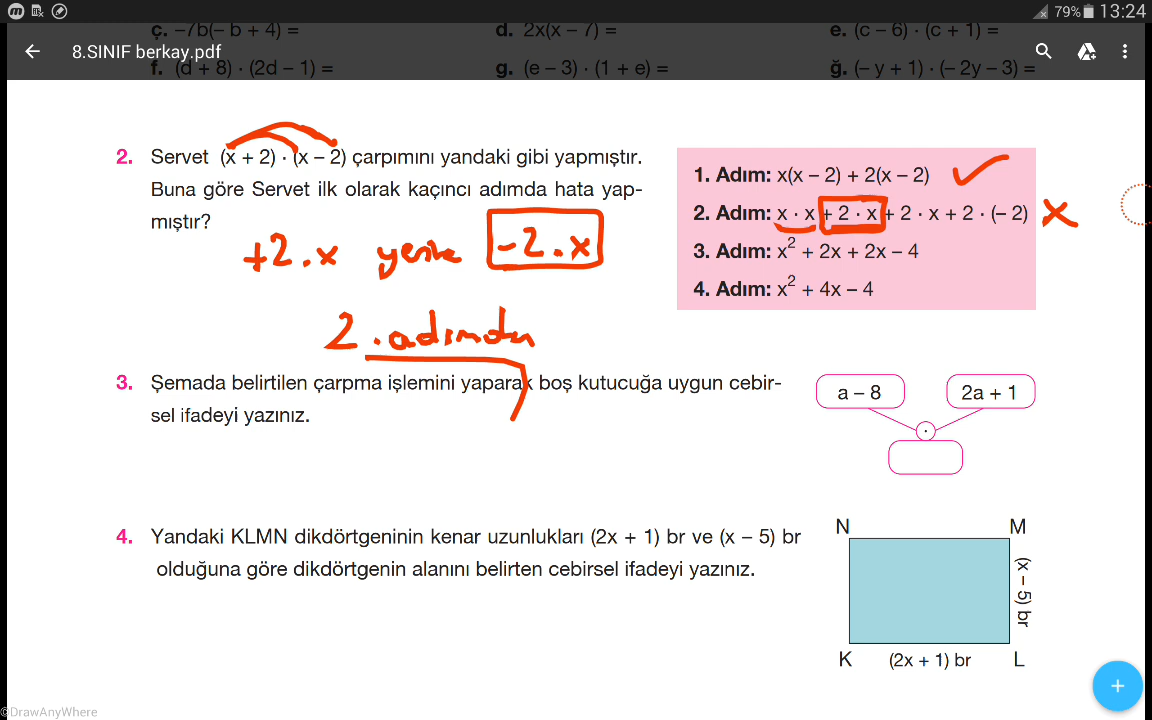 79% 13:24
ç. –7b(– b + 4) = d. 2x(x – 7) = e. (c – 6) · (c + 1) =
8.SINIF berkay.pdf
f. (d + 8) · (2d – 1) = g. (e – 3) · (1 + e) = ğ. (– y + 1) · (– 2y – 3) =
2. Servet (x + 2) · (x – 2) çarpımını yandaki gibi yapmıştır.
Buna göre Servet ilk olarak kaçıncı adımda hata yap-
mıştır?
+2.x yerine -2.x
2.adımda
1. Adım: x(x – 2) + 2(x – 2)
2. Adım: x · x + 2 · x + 2 · x + 2 · (– 2) x
3. Adım: x² + 2x + 2x – 4
4. Adım: x² + 4x – 4
3. Şemada belirtilen çarpma işlemini yaparak boş kutucuğa uygun cebir-
sel ifadeyi yazınız.
a – 8 2a + 1
·
4. Yandaki KLMN dikdörtgeninin kenar uzunlukları (2x + 1) br ve (x – 5) br
olduğuna göre dikdörtgenin alanını belirten cebirsel ifadeyi yazınız.
N M
(x – 5) br
K (2x + 1) br L
+
©DrawAnyWhere